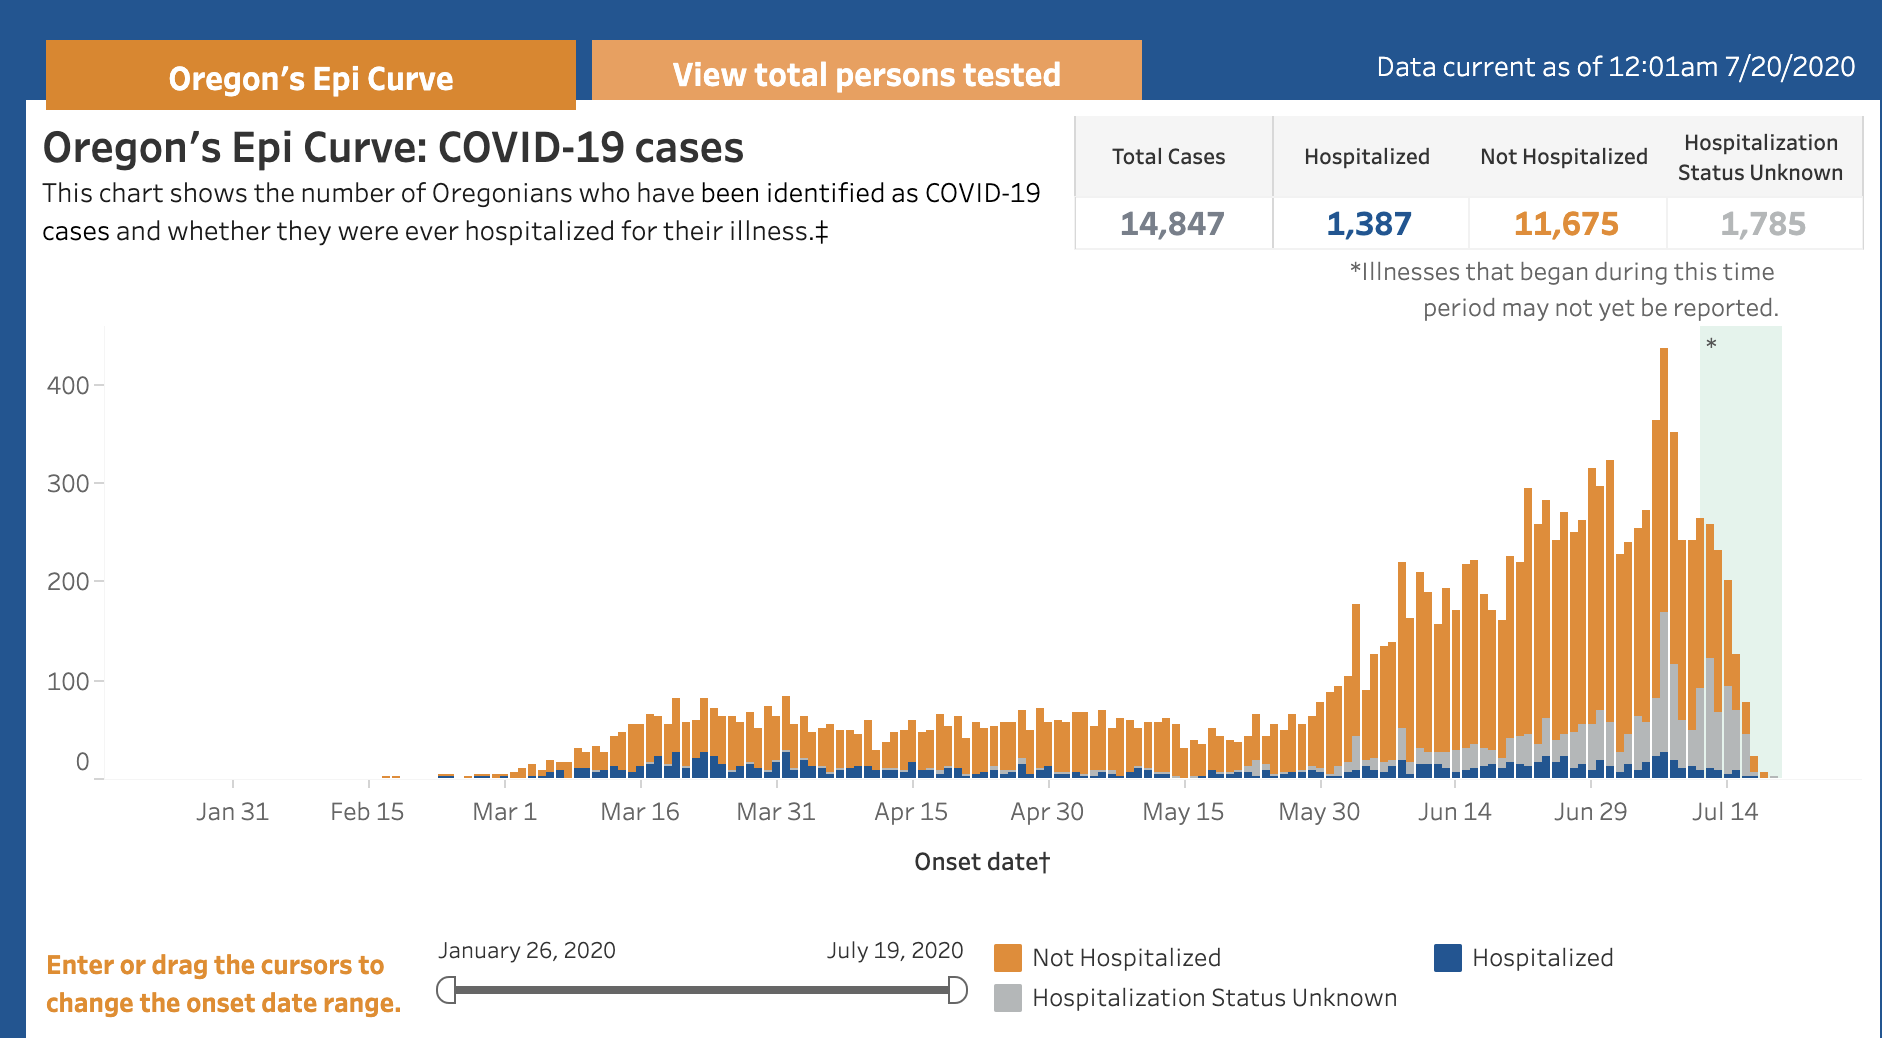 Oregon’s Epi Curve
View total persons tested
Data current as of 12:01am 7/20/2020
Oregon’s Epi Curve: COVID-19 cases
This chart shows the number of Oregonians who have been identified as COVID-19
cases and whether they were ever hospitalized for their illness.‡
Total Cases
Hospitalized
Not Hospitalized
Hospitalization
Status Unknown
14,847
1,387
11,675
1,785
*Illnesses that began during this time
period may not yet be reported.
*
400
300
200
100
0
Jan 31
Feb 15
Mar 1
Mar 16
Mar 31
Apr 15
Apr 30
May 15
May 30
Jun 14
Jun 29
Jul 14
Onset date†
Enter or drag the cursors to
change the onset date range.
January 26, 2020
July 19, 2020
Not Hospitalized
Hospitalized
Hospitalization Status Unknown